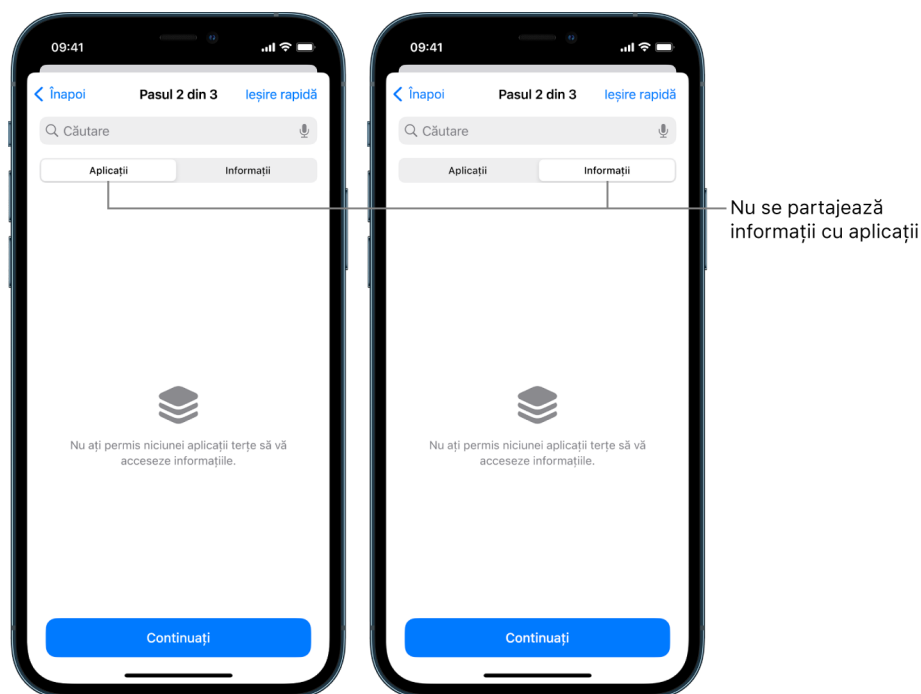 09:41
Înapoi Pasul 2 din 3 Ieșire rapidă
Căutare
Aplicații Informații
Nu ați permis niciunei aplicații terțe să vă
acceseze informațiile.
Continuați
09:41
Înapoi Pasul 2 din 3 Ieșire rapidă
Căutare
Aplicații Informații
Nu ați permis niciunei aplicații terțe să vă
acceseze informațiile.
Continuați
Nu se partajează
informații cu aplicații